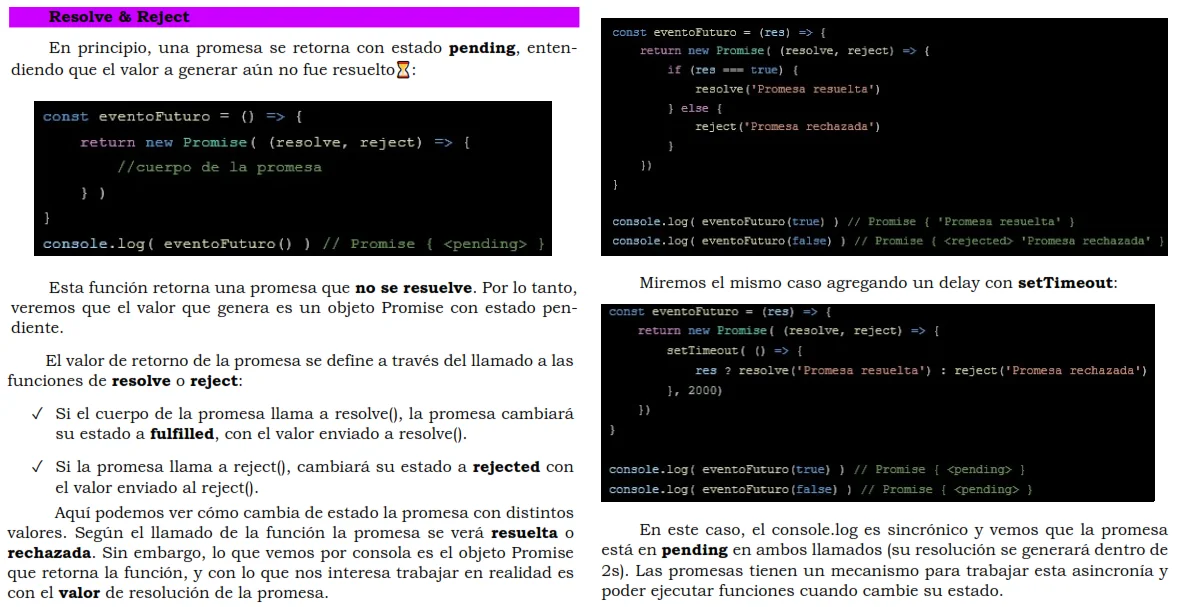 Resolve & Reject
En principio, una promesa se retorna con estado pending, enten-
diendo que el valor a generar aún no fue resuelto⏳:
const eventoFuturo = () => {
return new Promise( (resolve, reject) => {
//cuerpo de la promesa
} )
}
console.log( eventoFuturo() ) // Promise { <pending> }
Esta función retorna una promesa que no se resuelve. Por lo tanto,
veremos que el valor que genera es un objeto Promise con estado pen-
diente.
El valor de retorno de la promesa se define a través del llamado a las
funciones de resolve o reject:
✓ Si el cuerpo de la promesa llama a resolve(), la promesa cambiará
su estado a fulfilled, con el valor enviado a resolve().
✓ Si la promesa llama a reject(), cambiará su estado a rejected con
el valor enviado al reject().
Aquí podemos ver cómo cambia de estado la promesa con distintos
valores. Según el llamado de la función la promesa se verá resuelta o
rechazada. Sin embargo, lo que vemos por consola es el objeto Promise
que retorna la función, y con lo que nos interesa trabajar en realidad es
con el valor de resolución de la promesa.
const eventoFuturo = (res) => {
return new Promise( (resolve, reject) => {
if (res === true) {
resolve('Promesa resuelta')
} else {
reject('Promesa rechazada')
}
})
}
console.log( eventoFuturo(true) ) // Promise { 'Promesa resuelta' }
console.log( eventoFuturo(false) ) // Promise { <rejected> 'Promesa rechazada' }
Miremos el mismo caso agregando un delay con setTimeout:
const eventoFuturo = (res) => {
return new Promise( (resolve, reject) => {
setTimeout( () => {
res ? resolve('Promesa resuelta') : reject('Promesa rechazada')
}, 2000)
})
}
console.log( eventoFuturo(true) ) // Promise { <pending> }
console.log( eventoFuturo(false) ) // Promise { <pending> }
En este caso, el console.log es sincrónico y vemos que la promesa
está en pending en ambos llamados (su resolución se generará dentro de
2s). Las promesas tienen un mecanismo para trabajar esta asincronía y
poder ejecutar funciones cuando cambie su estado.